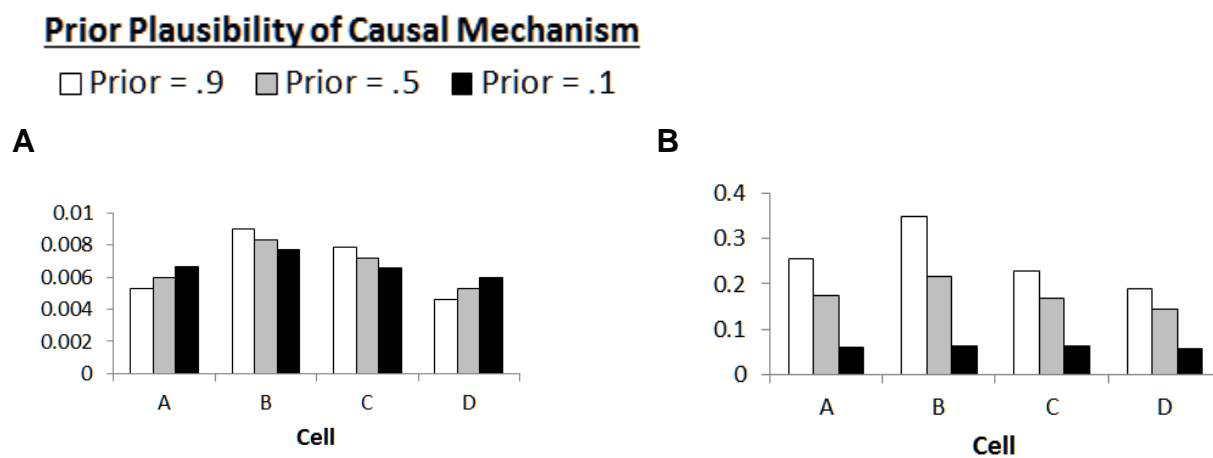 Prior Plausibility of Causal Mechanism
Prior = .9 Prior = .5 Prior = .1
A
0.01
0.008
0.006
0.004
0.002
0
A B C D
Cell
B
0.4
0.3
0.2
0.1
0
A B C D
Cell